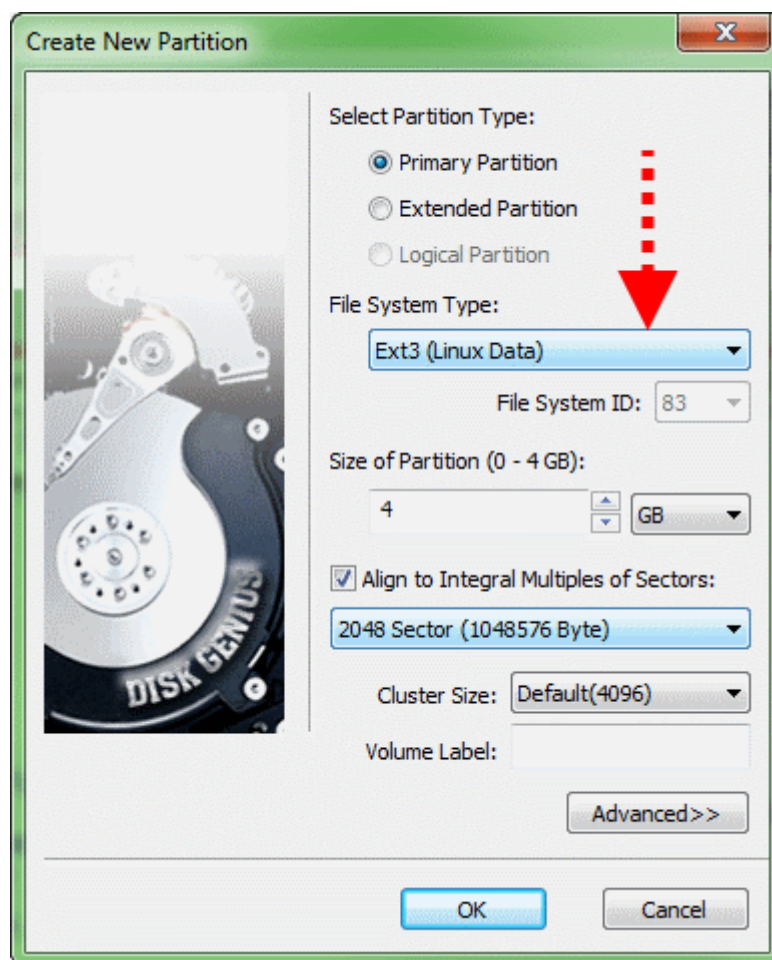 Create New Partition
Select Partition Type:
Primary Partition
Extended Partition
Logical Partition
File System Type:
Ext3 (Linux Data)
File System ID: 83
Size of Partition (0 - 4 GB):
4 GB
Align to Integral Multiples of Sectors:
2048 Sector (1048576 Byte)
Cluster Size: Default(4096)
Volume Label:
DISK GENIUS
Advanced>>
OK Cancel